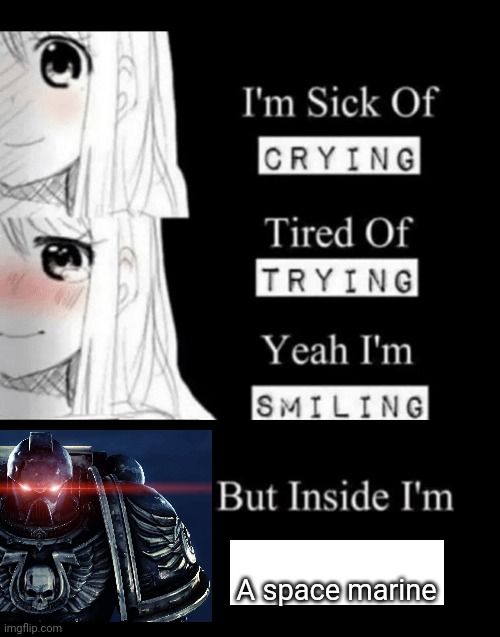 I'm Sick Of
CRYING
Tired Of
TRYING
Yeah I'm
SMILING
But Inside I'm
A space marine
imgflip.com